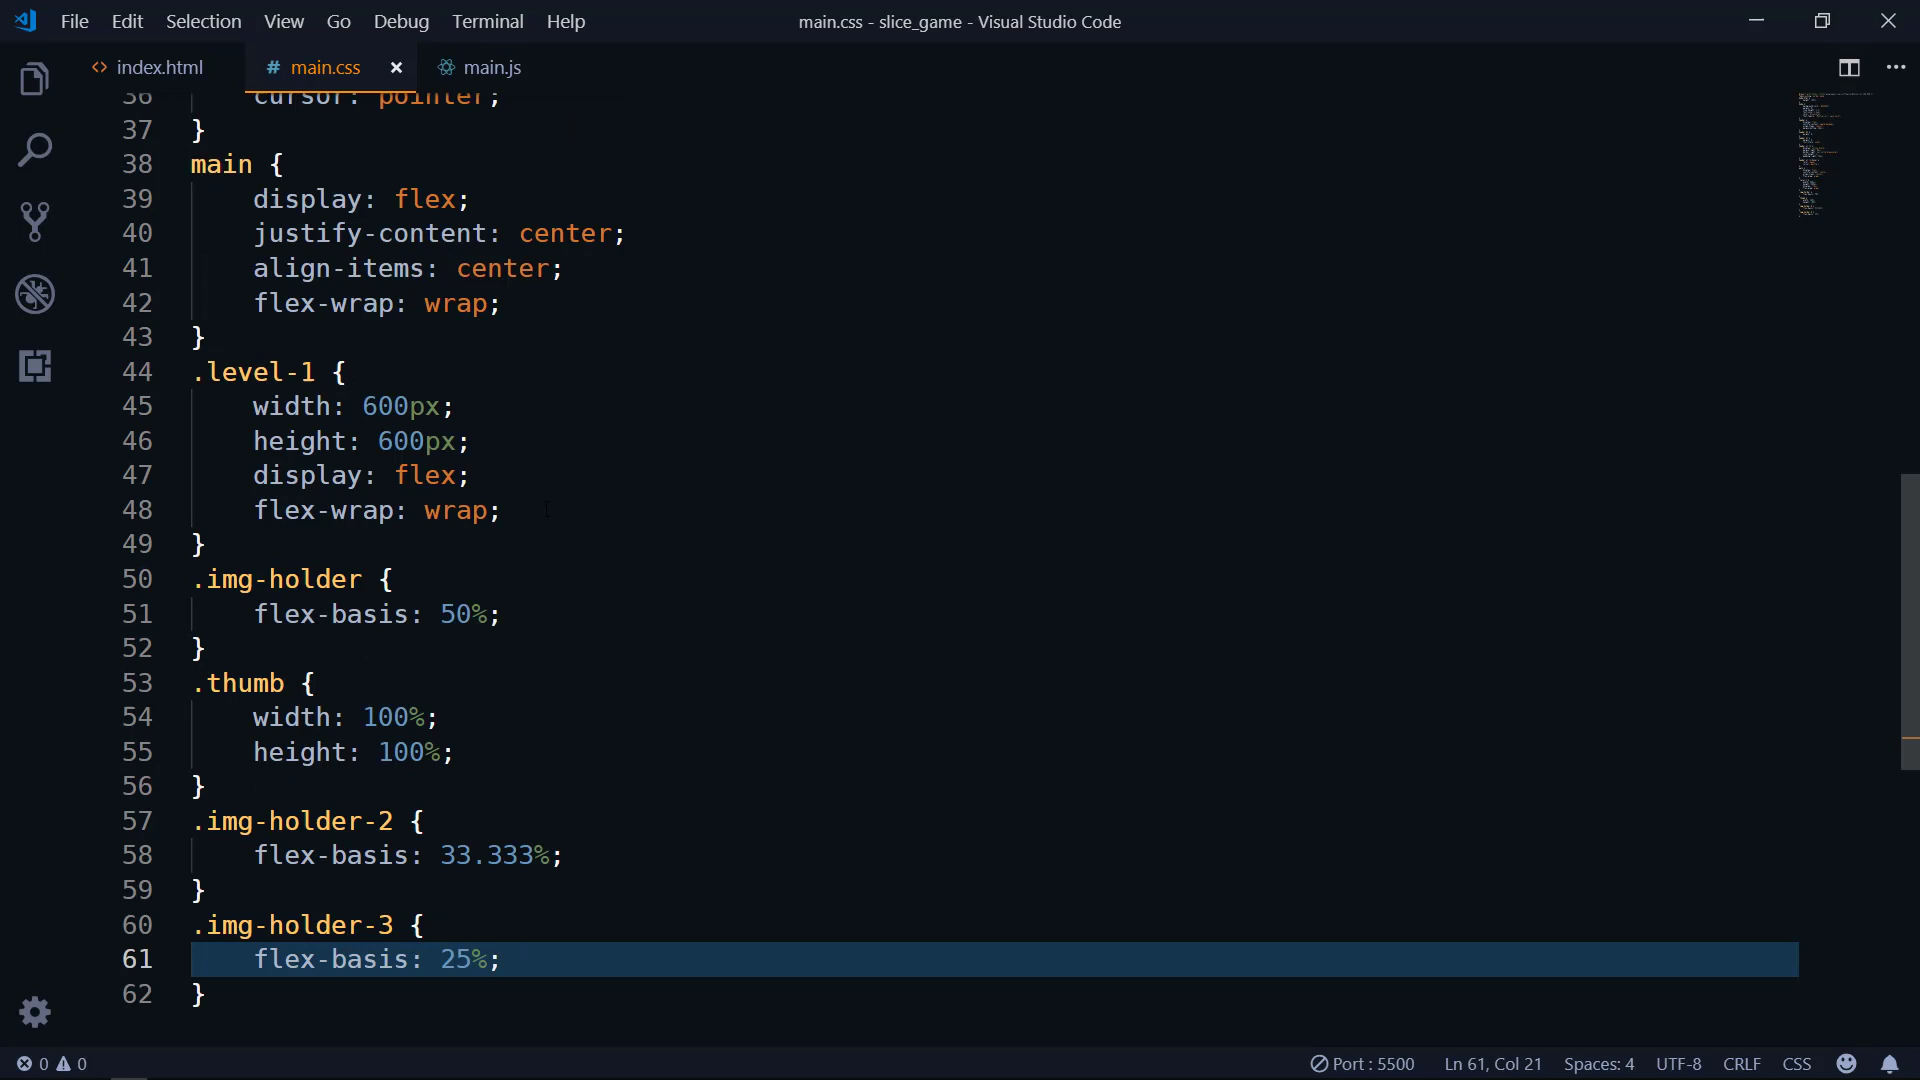 File Edit Selection View Go Debug Terminal Help main.css - slice_game - Visual Studio Code
<> index.html # main.css × main.js
36 cursor: pointer;
37 }
38 main {
39 display: flex;
40 justify-content: center;
41 align-items: center;
42 flex-wrap: wrap;
43 }
44 .level-1 {
45 width: 600px;
46 height: 600px;
47 display: flex;
48 flex-wrap: wrap;
49 }
50 .img-holder {
51 flex-basis: 50%;
52 }
53 .thumb {
54 width: 100%;
55 height: 100%;
56 }
57 .img-holder-2 {
58 flex-basis: 33.333%;
59 }
60 .img-holder-3 {
61 flex-basis: 25%;
62 }
0 0 Port : 5500 Ln 61, Col 21 Spaces: 4 UTF-8 CRLF CSS